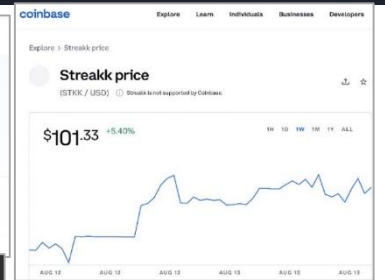 coinbase
Explore Learn Individuals Businesses Developers
Explore > Streakk price
Streakk price
(STKK / USD) Streakk is not supported by Coinbase.
$101.33 +5.40%
1H 1D 1W 1M 1Y ALL
AUG 12 AUG 12 AUG 13 AUG 13 AUG 13 AUG 13